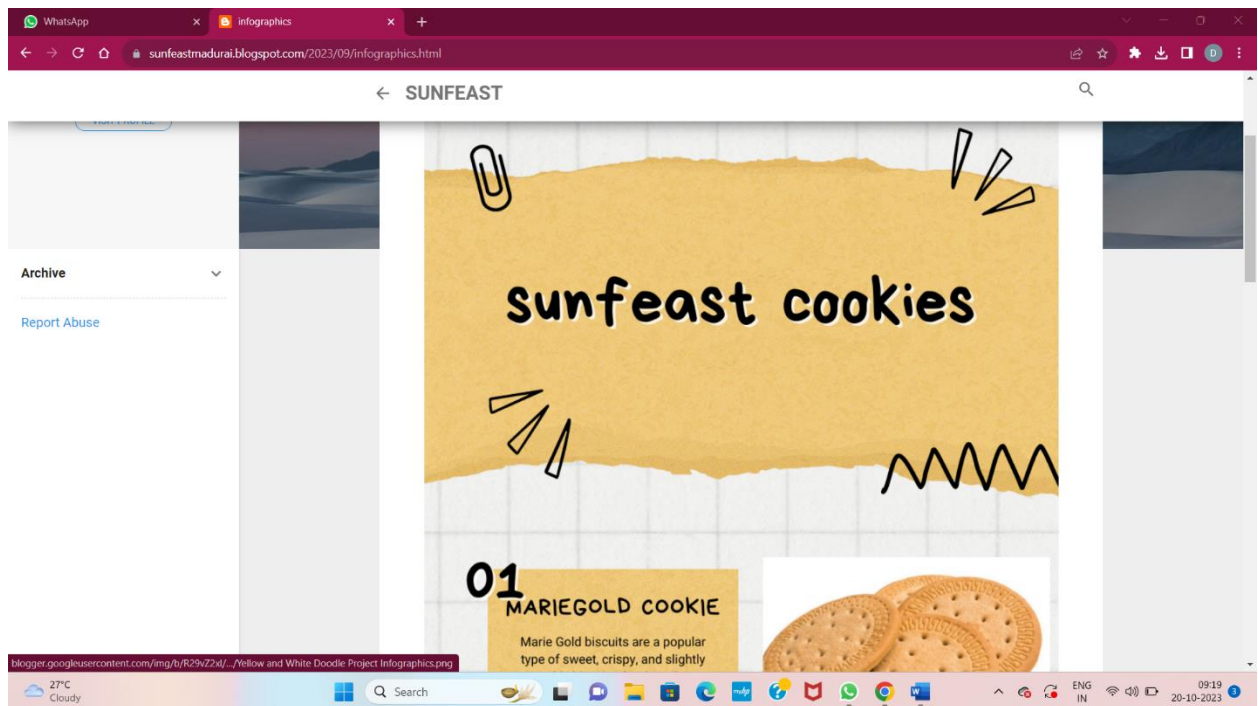 WhatsApp
infographics
sunfeastmadurai.blogspot.com/2023/09/infographics.html
D
SUNFEAST
Archive
Report Abuse
sunfeast cookies
01
MARIEGOLD COOKIE
Marie Gold biscuits are a popular
type of sweet, crispy, and slightly
blogger.googleusercontent.com/img/b/R29vZ2xl/.../Yellow and White Doodle Project Infographics.png
27°C
Cloudy
Search
ENG
IN
09:19
20-10-2023
3